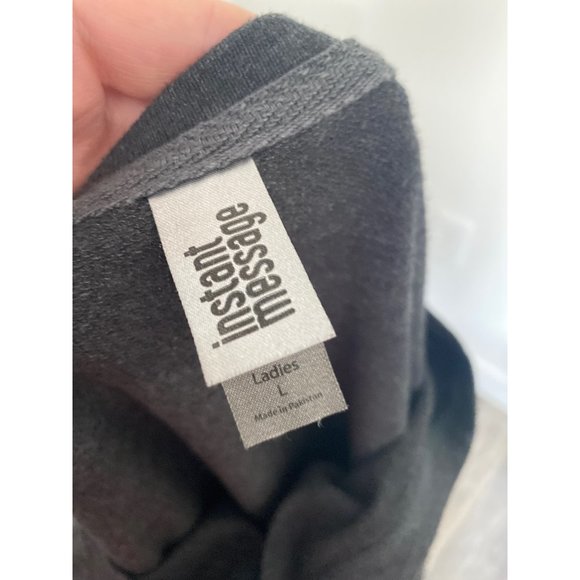 instant
message
Ladies
L
Made in Pakistan